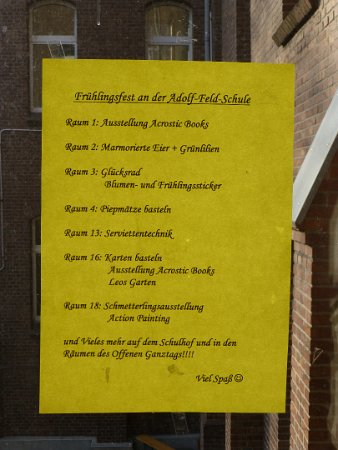 Frühlingsfest an der Adolf-Feld-Schule
Raum 1: Ausstellung Acrostic Books
Raum 2: Marmorierte Eier + Grünlilien
Raum 3: Glücksrad
Blumen- und Frühlingssticker
Raum 4: Piepmätze basteln
Raum 13: Serviettentechnik
Raum 16: Karten basteln
Ausstellung Acrostic Books
Leos Garten
Raum 18: Schmetterlingsausstellung
Action Painting
und Vieles mehr auf dem Schulhof und in den
Räumen des Offenen Ganztags!!!!
Viel Spaß ☺